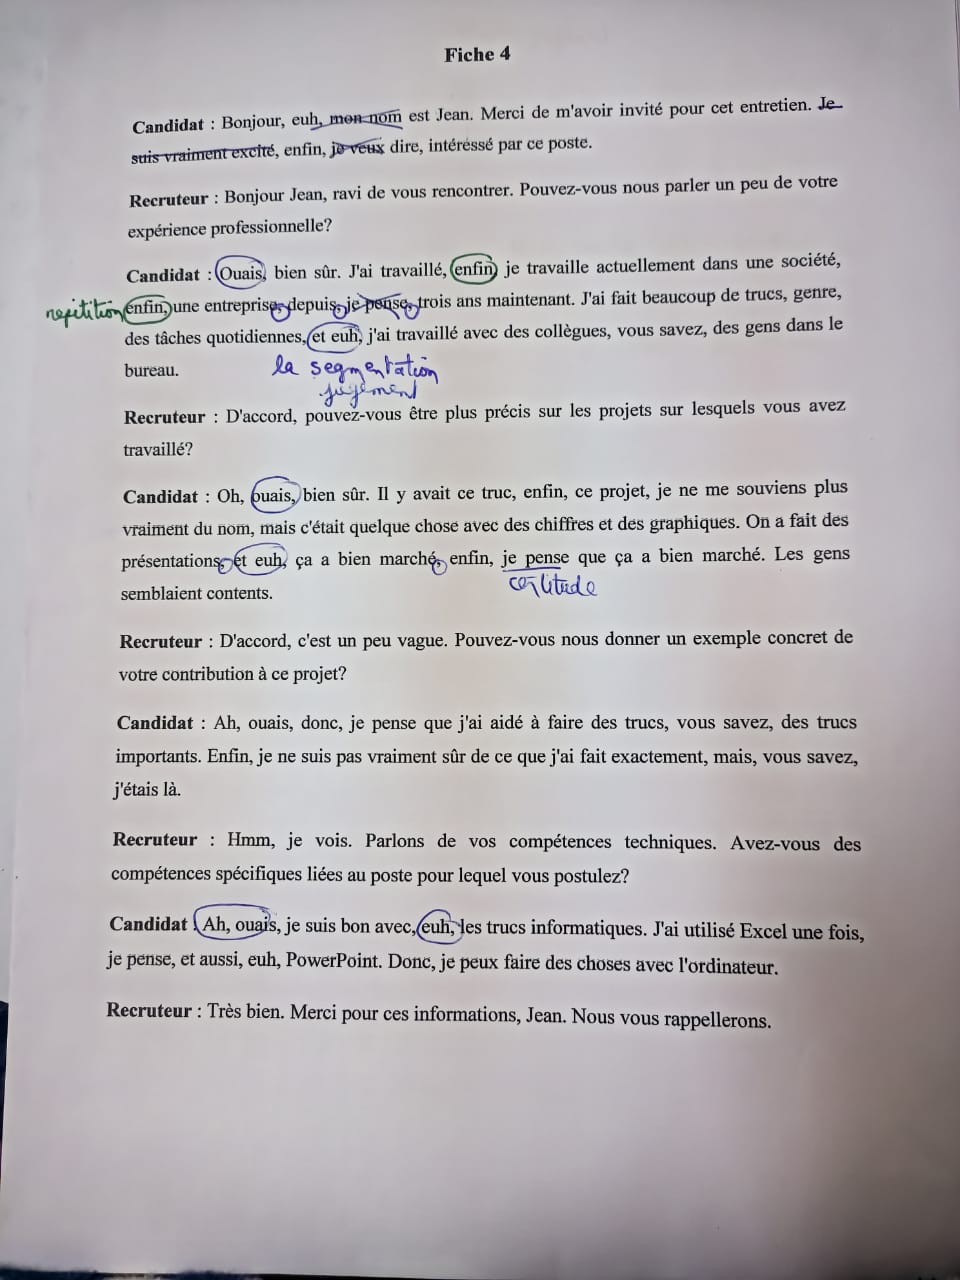 Fiche 4
Candidat : Bonjour, euh, mon nom est Jean. Merci de m'avoir invité pour cet entretien. Je
suis vraiment excité, enfin, je veux dire, intéréssé par ce poste.
Recruteur : Bonjour Jean, ravi de vous rencontrer. Pouvez-vous nous parler un peu de votre
expérience professionnelle?
Candidat : Ouais, bien sûr. J'ai travaillé, enfin, je travaille actuellement dans une société,
repitition enfin, une entreprise, depuis, je pense, trois ans maintenant. J'ai fait beaucoup de trucs, genre,
des tâches quotidiennes, et euh, j'ai travaillé avec des collègues, vous savez, des gens dans le
bureau. la segmentation
jugement
Recruteur : D'accord, pouvez-vous être plus précis sur les projets sur lesquels vous avez
travaillé?
Candidat : Oh, ouais, bien sûr. Il y avait ce truc, enfin, ce projet, je ne me souviens plus
vraiment du nom, mais c'était quelque chose avec des chiffres et des graphiques. On a fait des
présentations, et euh, ça a bien marché, enfin, je pense que ça a bien marché. Les gens
semblaient contents.
Recruteur : D'accord, c'est un peu vague. Pouvez-vous nous donner un exemple concret de
votre contribution à ce projet?
Candidat : Ah, ouais, donc, je pense que j'ai aidé à faire des trucs, vous savez, des trucs
importants. Enfin, je ne suis pas vraiment sûr de ce que j'ai fait exactement, mais, vous savez,
j'étais là.
Recruteur : Hmm, je vois. Parlons de vos compétences techniques. Avez-vous des
compétences spécifiques liées au poste pour lequel vous postulez?
Candidat : Ah, ouais, je suis bon avec, euh, les trucs informatiques. J'ai utilisé Excel une fois,
je pense, et aussi, euh, PowerPoint. Donc, je peux faire des choses avec l'ordinateur.
Recruteur : Très bien. Merci pour ces informations, Jean. Nous vous rappellerons.